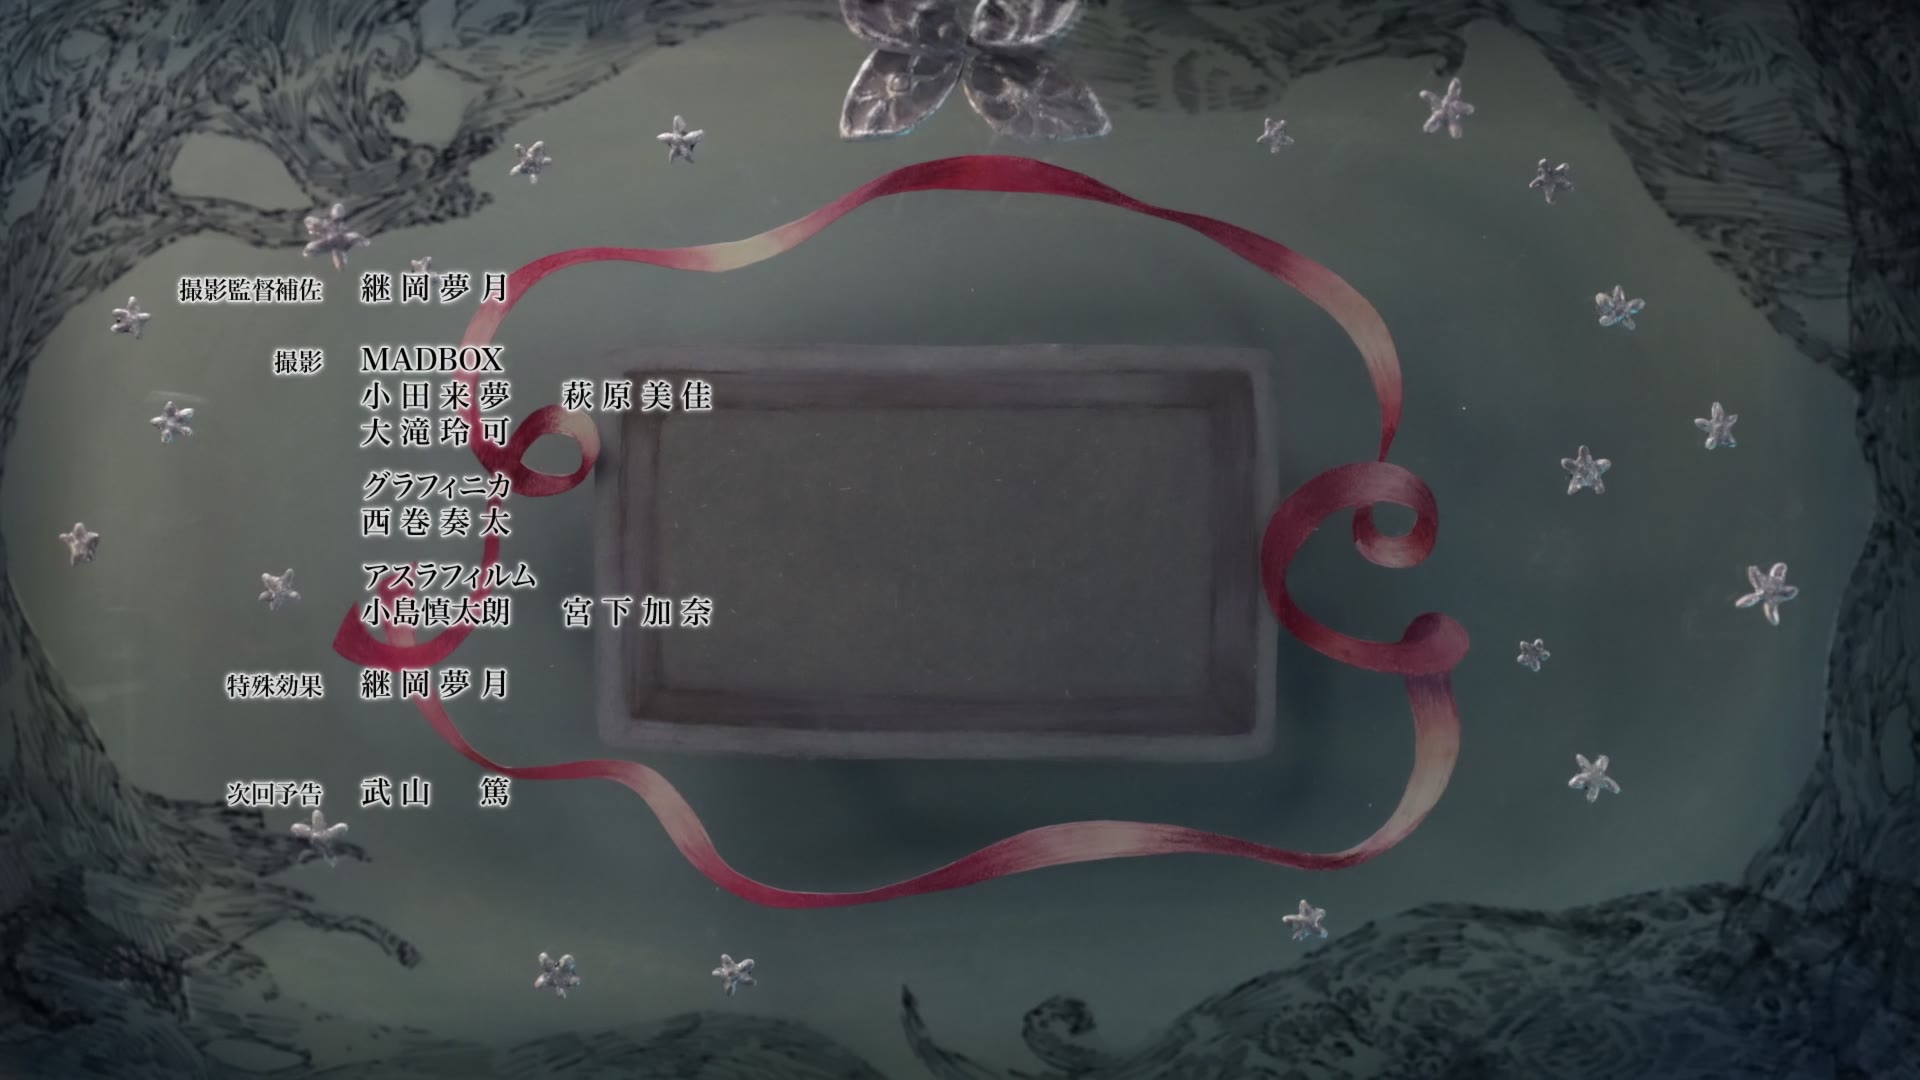 撮影監督補佐 継岡夢月
撮影 MADBOX
小田来夢 萩原美佳
大滝玲可
グラフィニカ
西巻奏太
アスラフィルム
小島慎太朗 宮下加奈
特殊効果 継岡夢月
次回予告 武山 篤